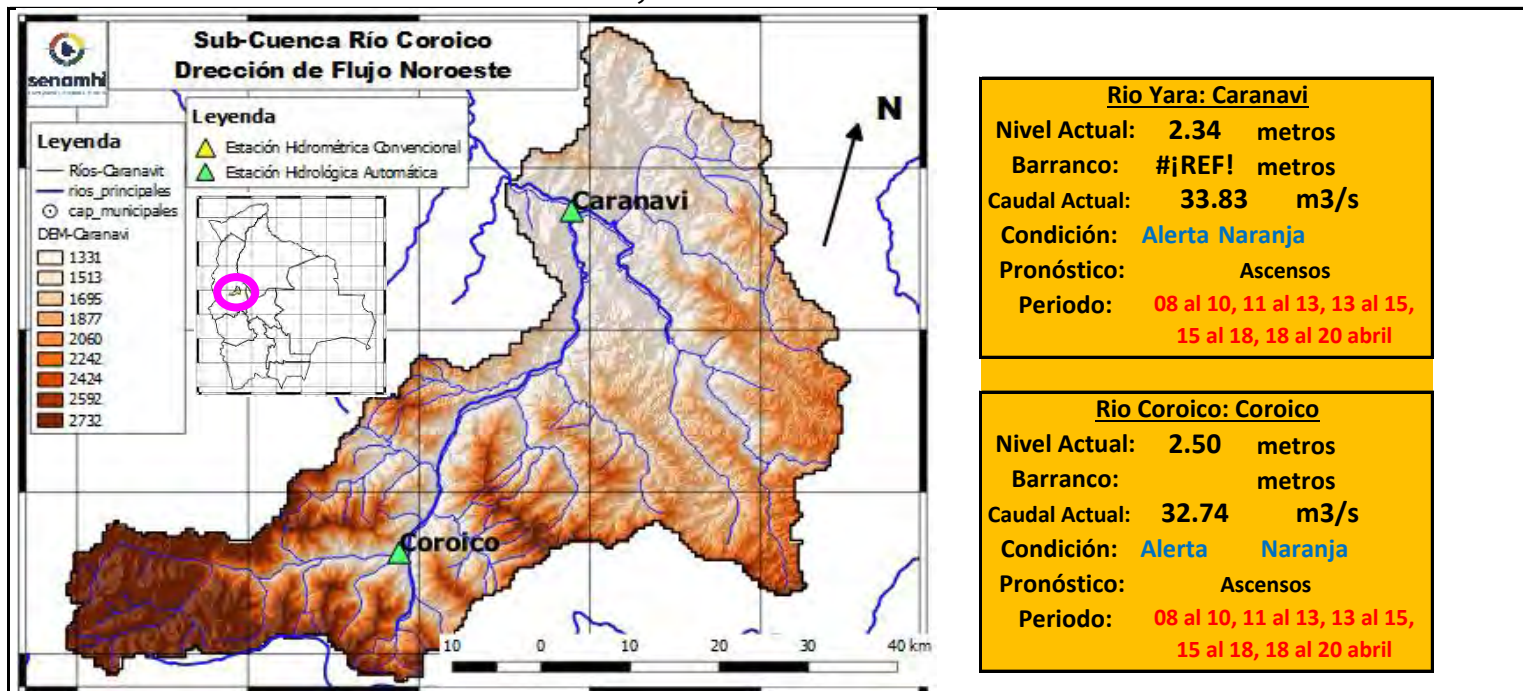 Sub-Cuenca Río Coroico
Drección de Flujo Noroeste
senamhi
Leyenda
Ríos-Caranavit
rios_principales
cap_municipales
DEM-Caranavi
1331
1513
1695
1877
2060
2242
2424
2592
2732
Leyenda
Estación Hidrométrica Convencional
Estación Hidrológica Automática
N
Caranavi
Coroico
10 0 10 20 30 40 km
Rio Yara: Caranavi
Nivel Actual: 2.34 metros
Barranco: #¡REF! metros
Caudal Actual: 33.83 m3/s
Condición: Alerta Naranja
Pronóstico: Ascensos
Periodo: 08 al 10, 11 al 13, 13 al 15,
15 al 18, 18 al 20 abril
Rio Coroico: Coroico
Nivel Actual: 2.50 metros
Barranco: metros
Caudal Actual: 32.74 m3/s
Condición: Alerta Naranja
Pronóstico: Ascensos
Periodo: 08 al 10, 11 al 13, 13 al 15,
15 al 18, 18 al 20 abril